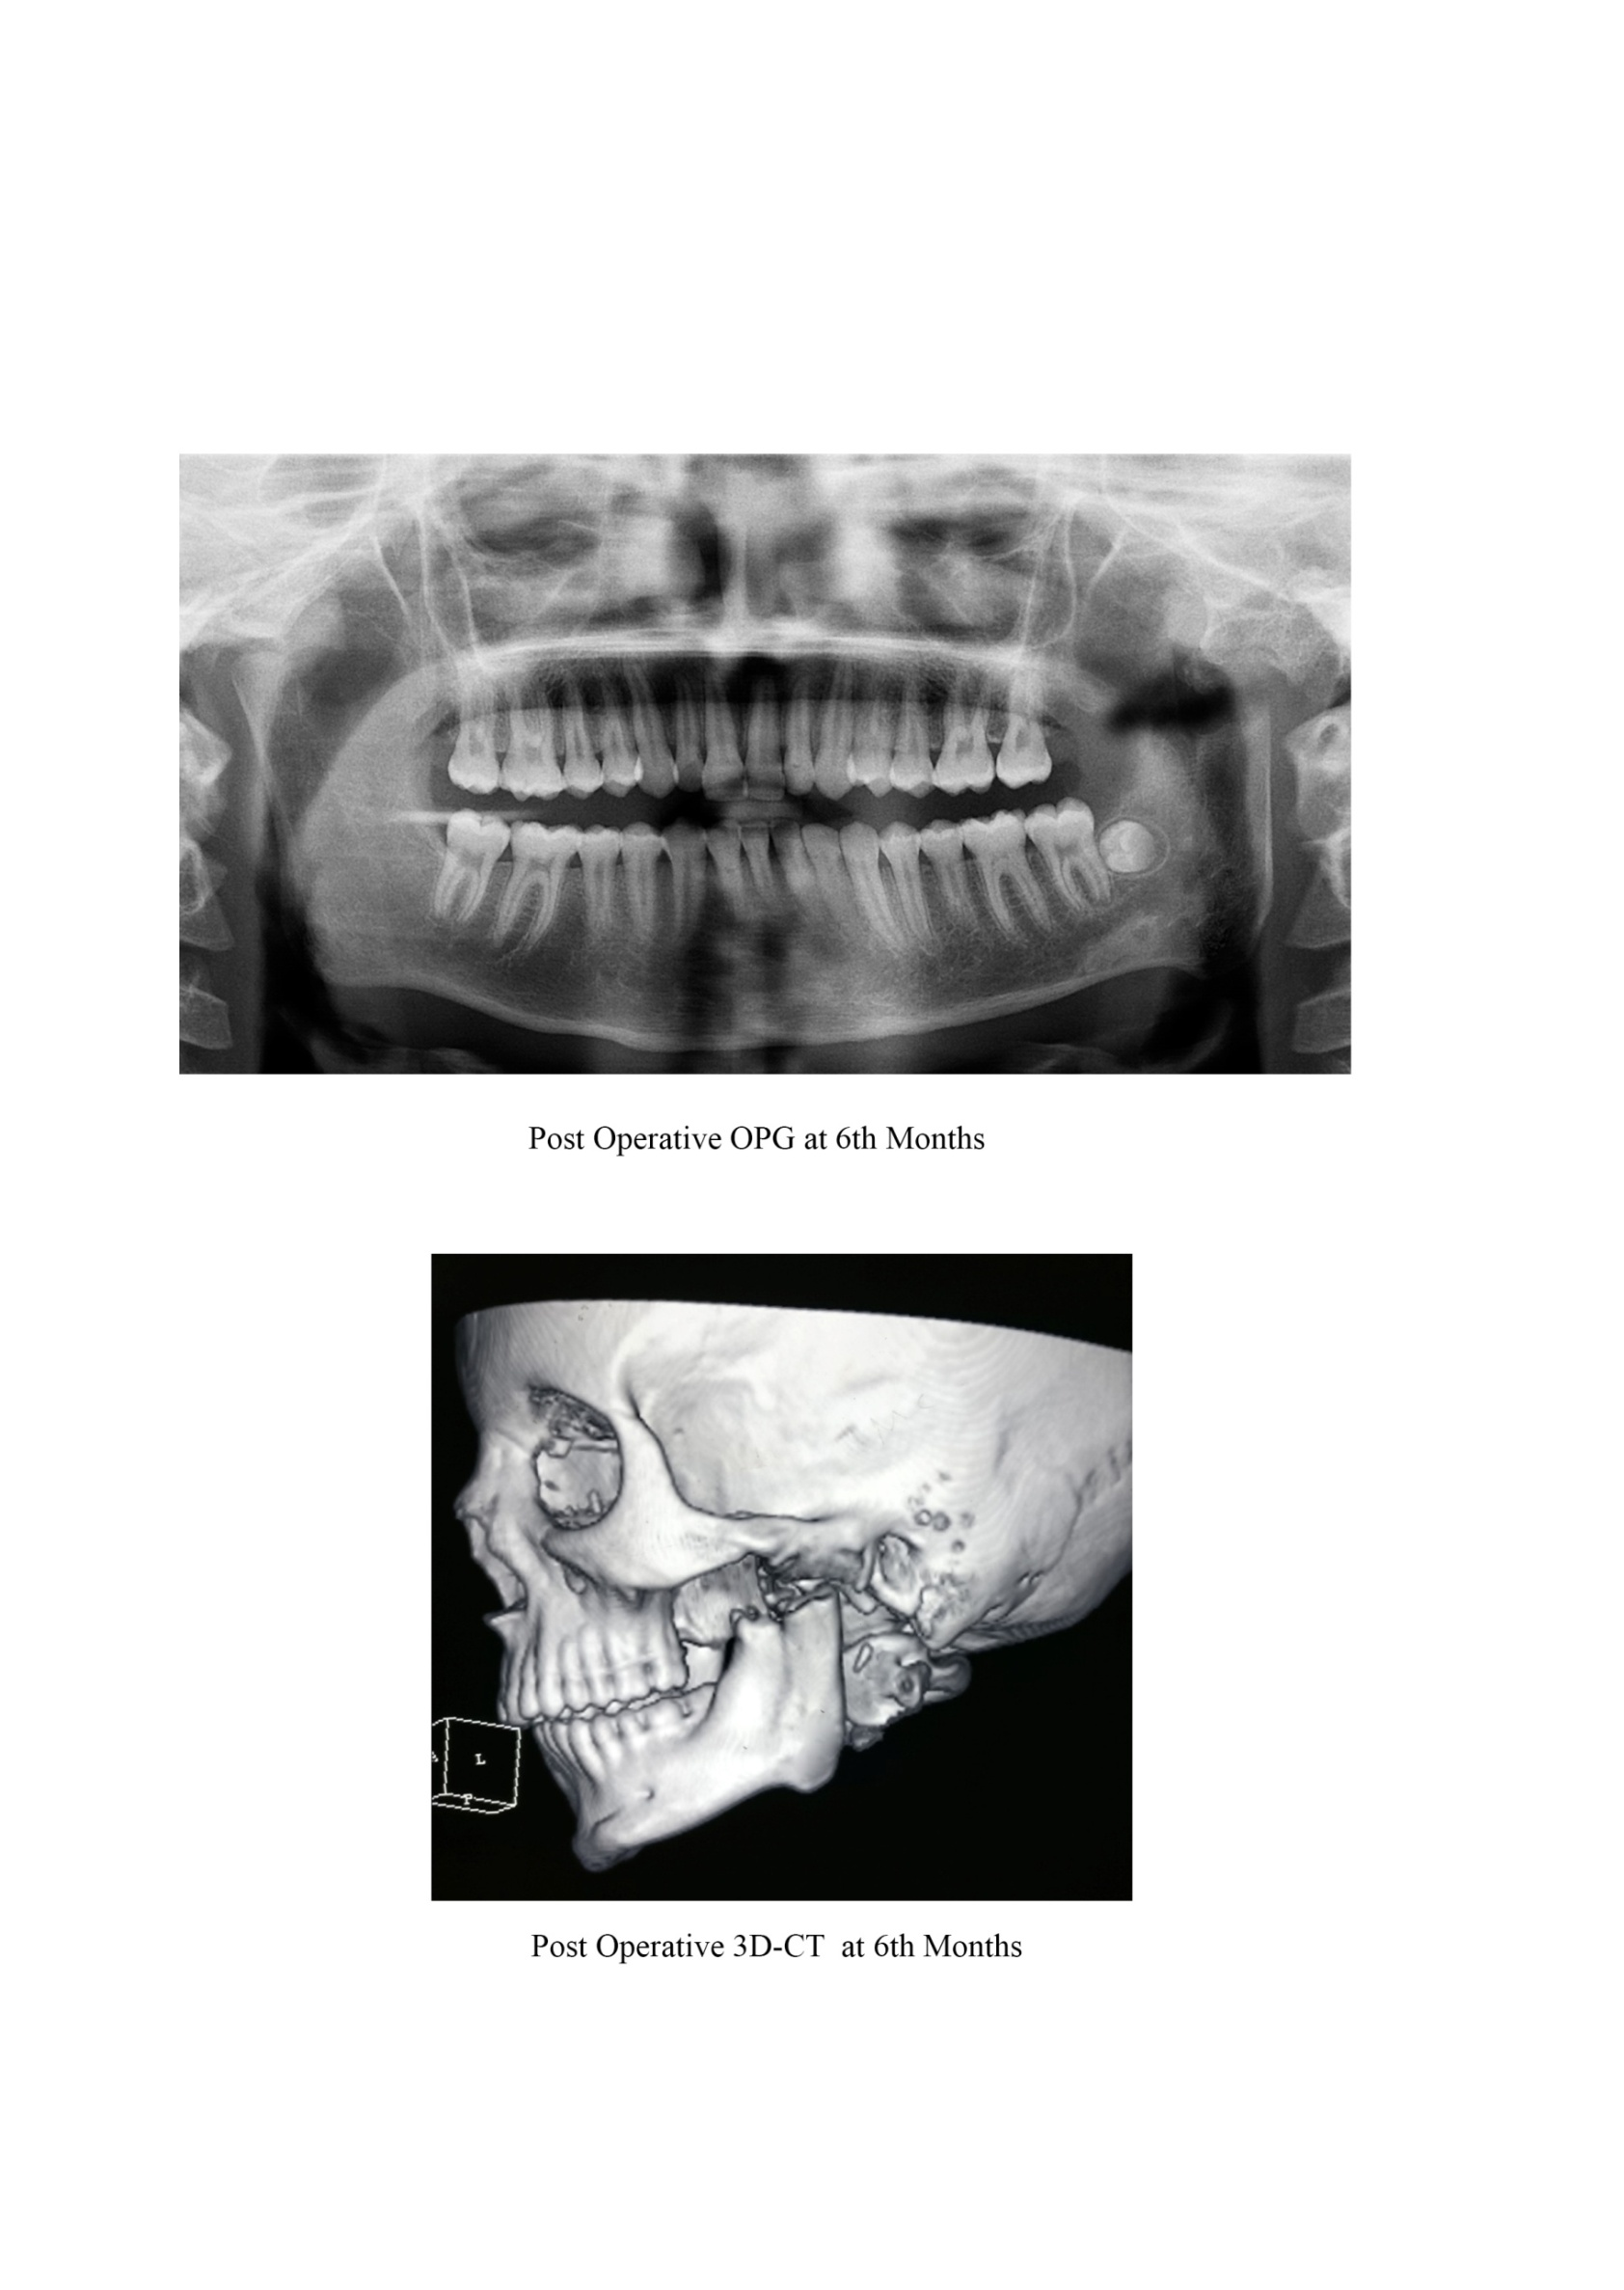 Post Operative OPG at 6th Months
L
Post Operative 3D-CT  at 6th Months